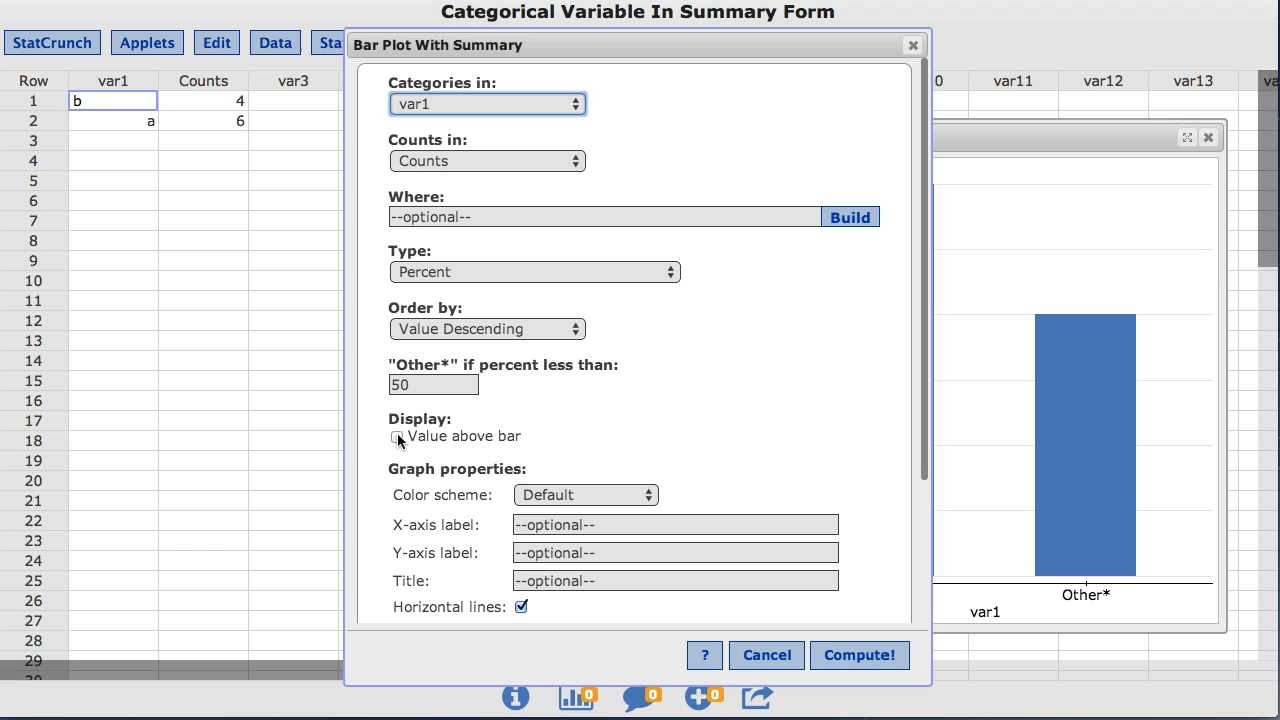 Categorical Variable In Summary Form
StatCrunch Applets Edit Data Sta
Bar Plot With Summary
Row var1 Counts var3 0 var11 var12 var13 va
1 b 4
2 a 6
3
4
5
6
7
8
9
10
11
12
13
14
15
16
17
18
19
20
21
22
23
24
25
26
27
28
29
30
Categories in:
var1
Counts in:
Counts
Where:
--optional-- Build
Type:
Percent
Order by:
Value Descending
"Other*" if percent less than:
50
Display:
Value above bar
Graph properties:
Color scheme: Default
X-axis label: --optional--
Y-axis label: --optional--
Title: --optional--
Horizontal lines:
? Cancel Compute!
Other*
var1
0 0 0